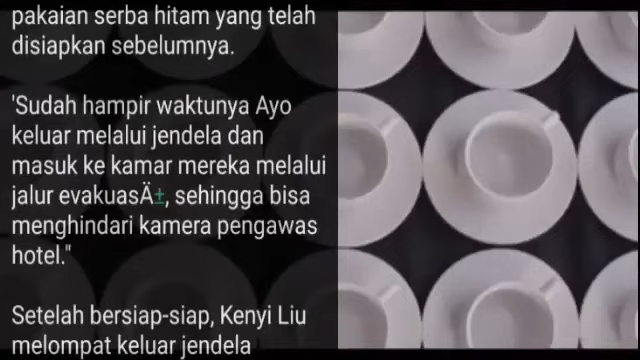 pakaian serba hitam yang telah
disiapkan sebelumnya.
'Sudah hampir waktunya Ayo
keluar melalui jendela dan
masuk ke kamar mereka melalui
jalur evakuasÄ±, sehingga bisa
menghindari kamera pengawas
hotel."
Setelah bersiap-siap, Kenyi Liu
melompat keluar jendela